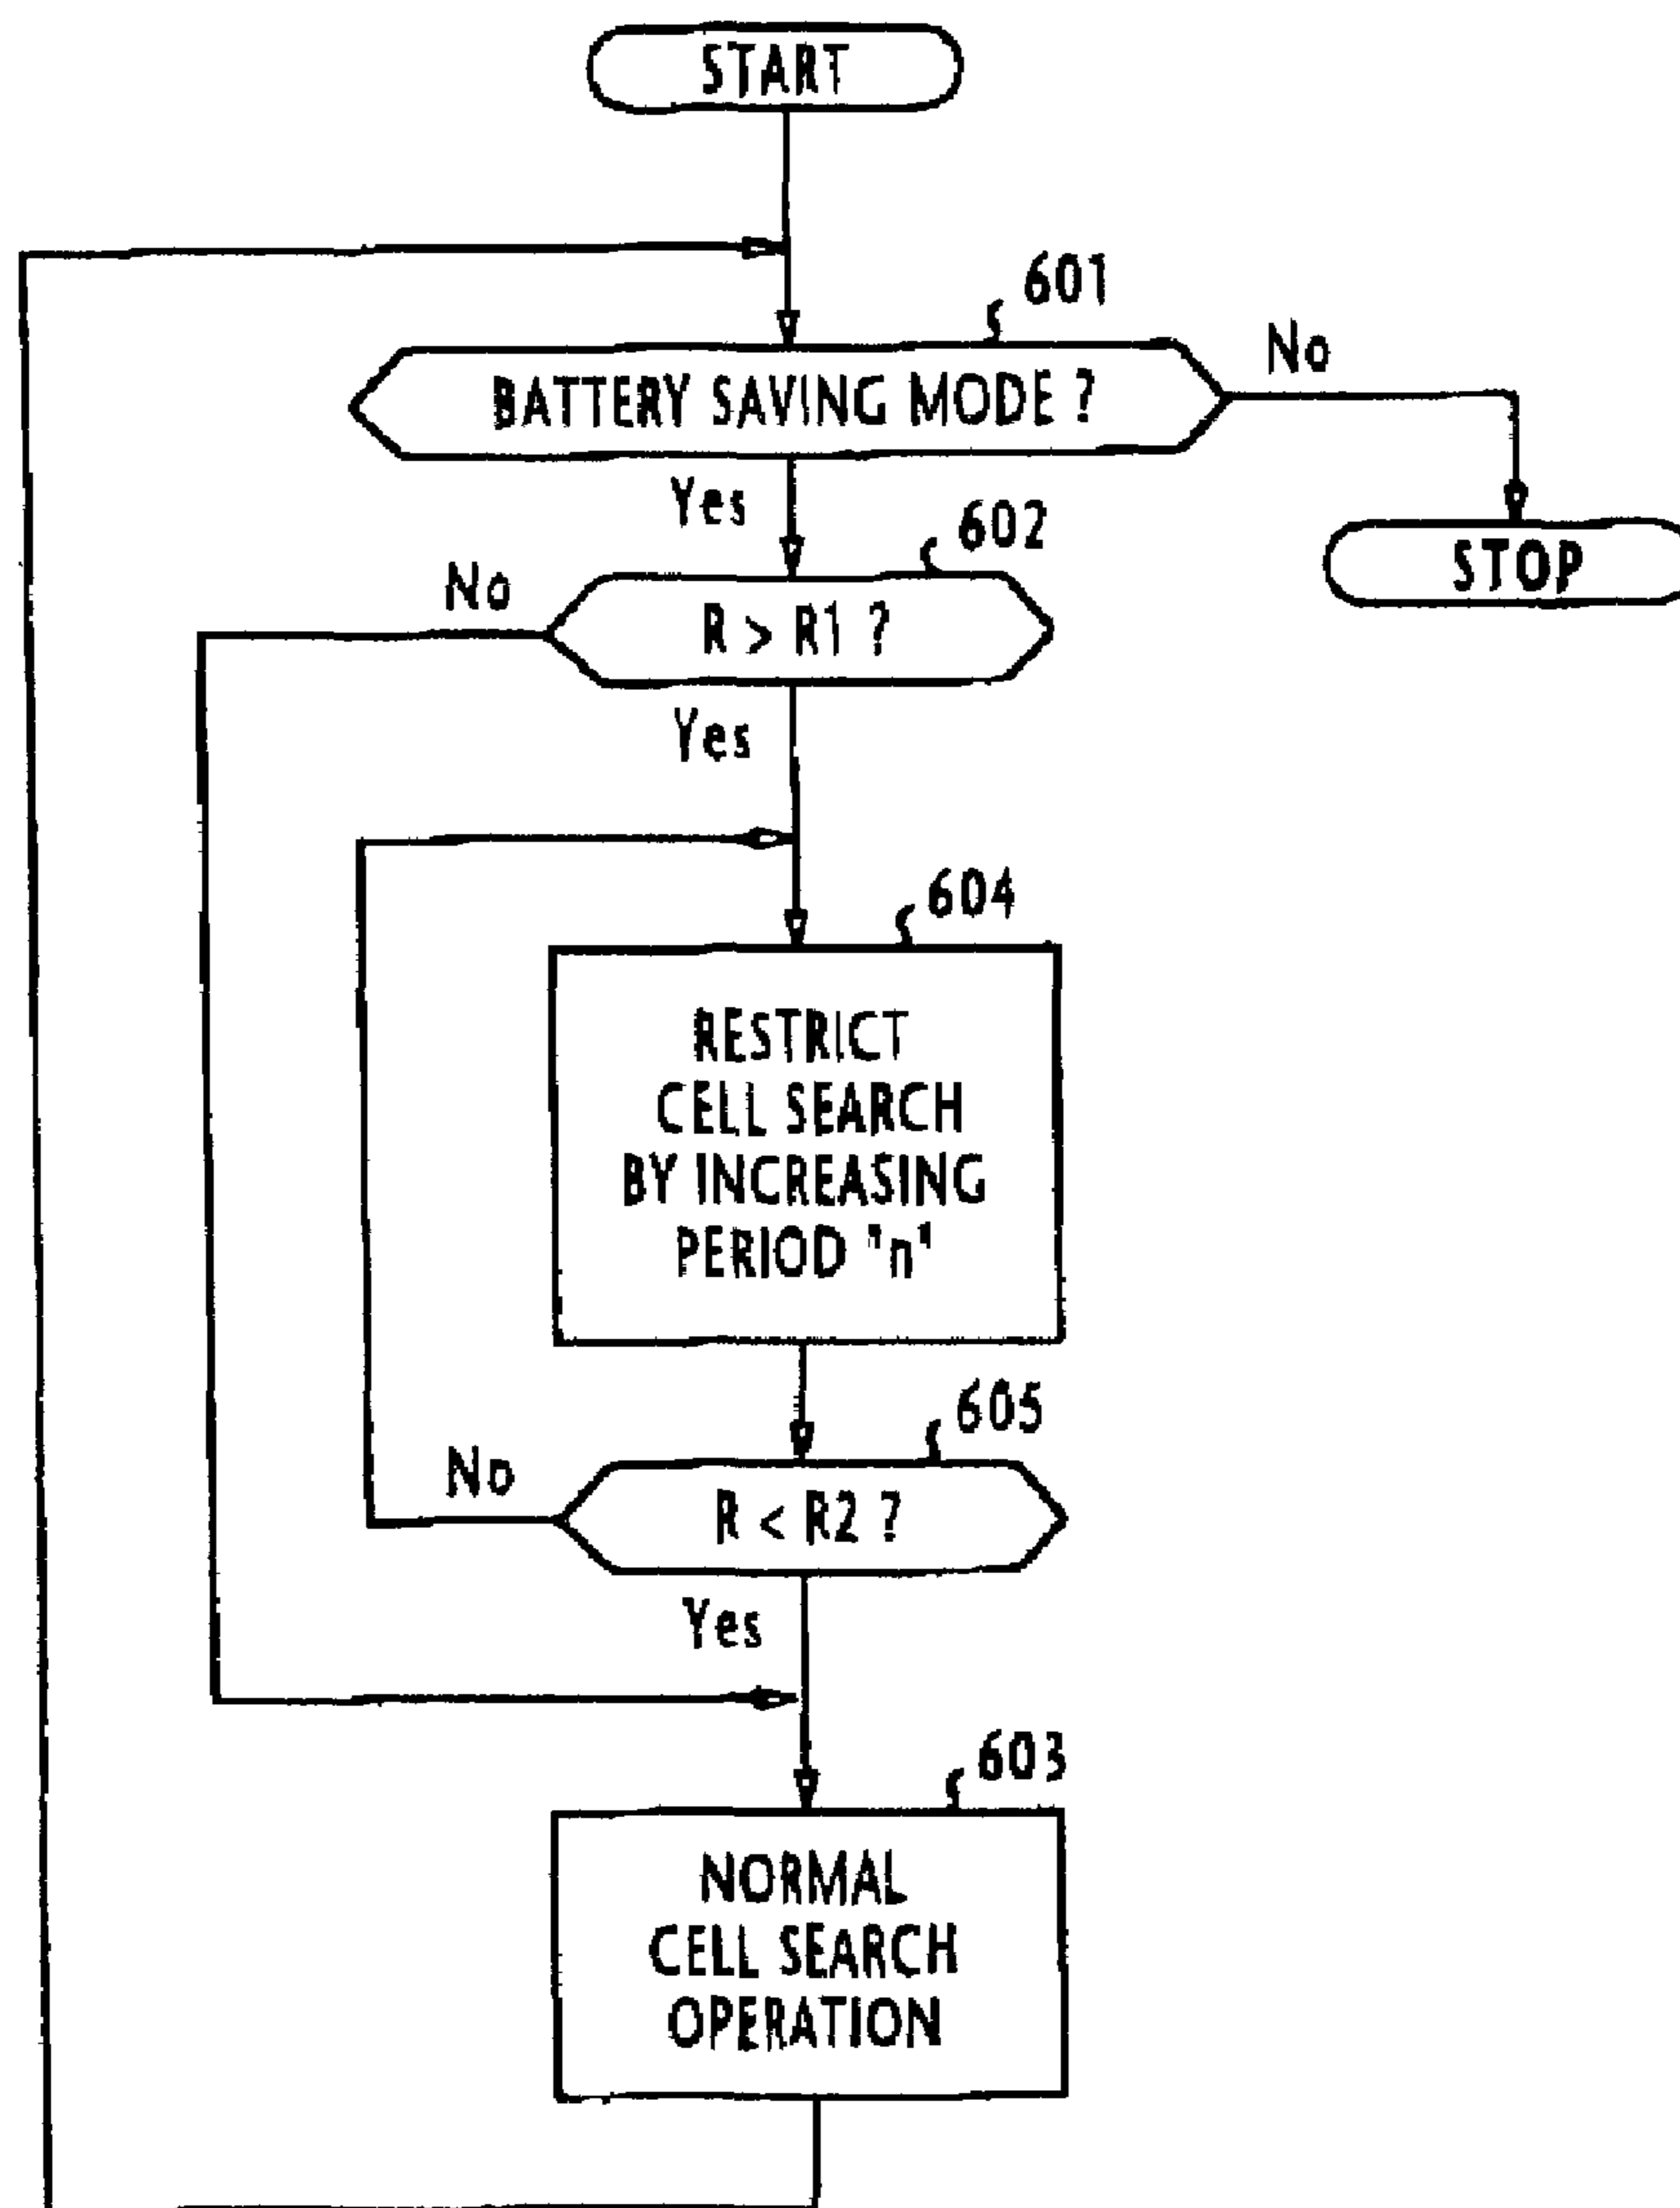 START
601
BATTERY SAVING MODE ?
No
Yes
602
STOP
No
R > R1 ?
Yes
604
RESTRICT
CELL SEARCH
BY INCREASING
PERIOD "n"
605
No
R < R2 ?
Yes
603
NORMAL
CELL SEARCH
OPERATION